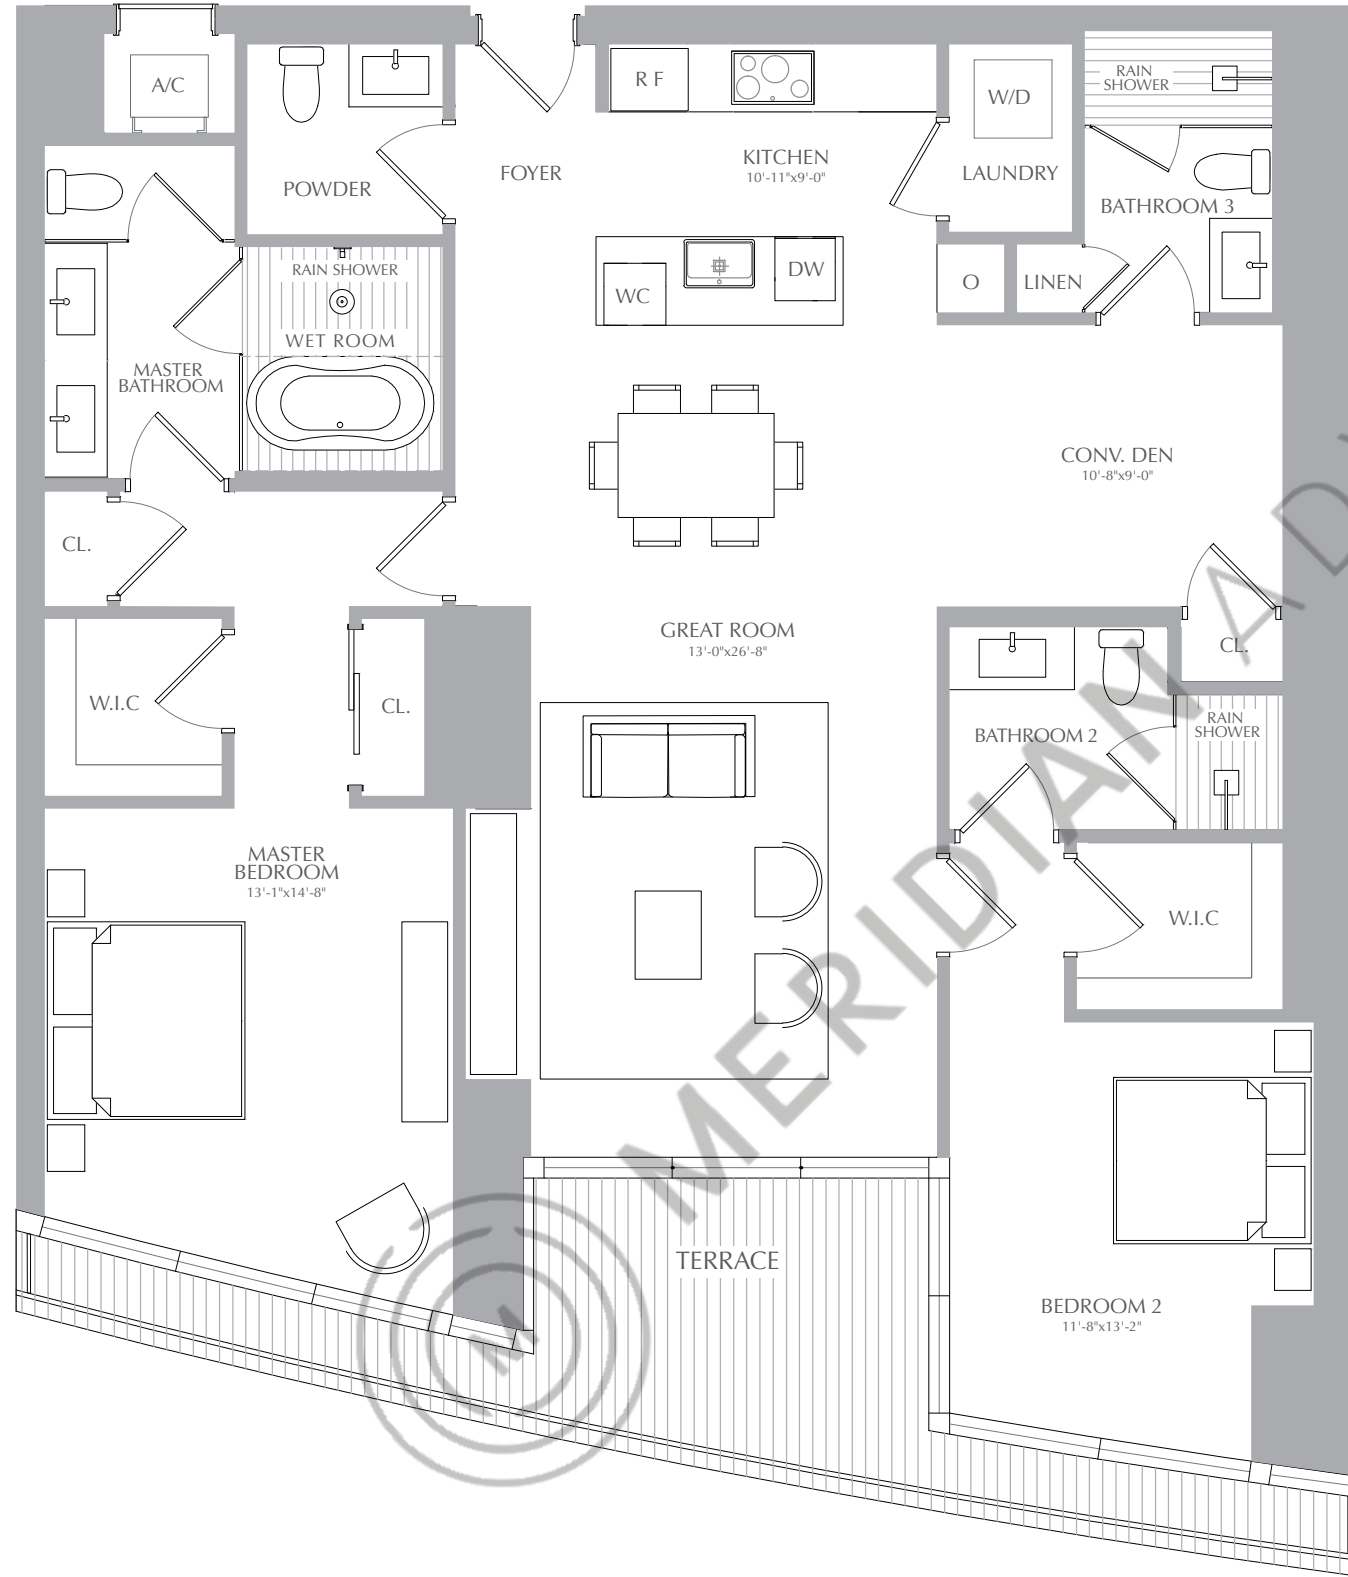 A/C
R F
W/D
RAIN
SHOWER
KITCHEN
10'-11"x9'-0"
FOYER
LAUNDRY
POWDER
BATHROOM 3
RAIN SHOWER
WC
DW
O
LINEN
WET ROOM
MASTER
BATHROOM
CONV. DEN
10'-8"x9'-0"
CL.
GREAT ROOM
13'-0"x26'-8"
CL.
W.I.C
CL.
BATHROOM 2
RAIN
SHOWER
MASTER
BEDROOM
13'-1"x14'-8"
W.I.C
TERRACE
BEDROOM 2
11'-8"x13'-2"
M
MERIDIAN AD